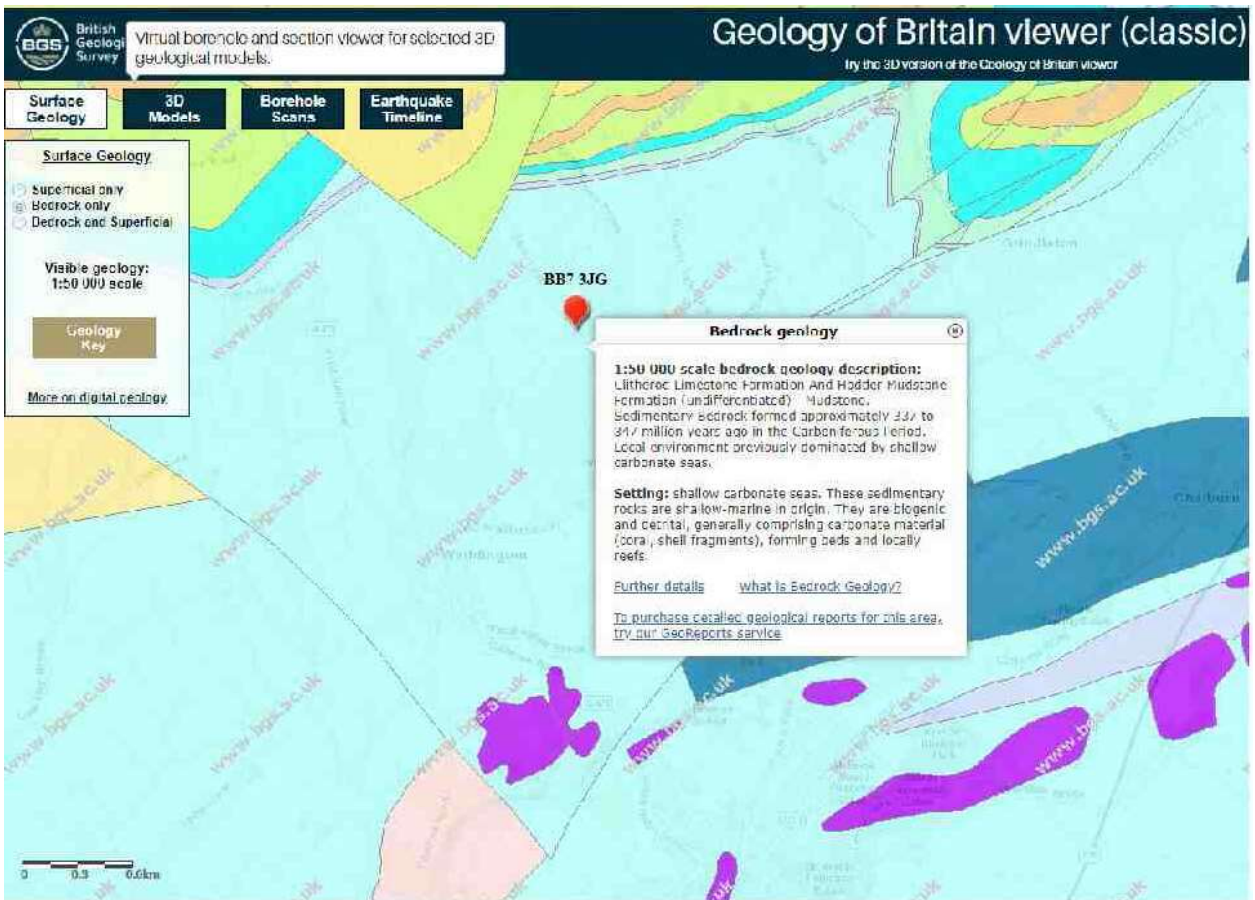 BGS
British
Geologi
Survey
Virtual borehole and section viewer for selected 3D
geological models.
Geology of Britain viewer (classic)
Try the 3D version of the Geology of Britain viewer
Surface
Geology
3D
Models
Borehole
Scans
Earthquake
Timeline
Surface Geology
Superficial only
Bedrock only
Bedrock and Superficial
Visible geology:
1:50 000 scale
Geology
Key
More on digital geology
BB7 3JG
Bedrock geology
1:50 000 scale bedrock geology description:
Clitheroe Limestone Formation And Hodder Mudstone
Formation (undifferentiated) - Mudstone.
Sedimentary Bedrock formed approximately 337 to
347 million years ago in the Carboniferous Period.
Local environment previously dominated by shallow
carbonate seas.
Setting: shallow carbonate seas. These sedimentary
rocks are shallow-marine in origin. They are biogenic
and detrital, generally comprising carbonate material
(coral, shell fragments), forming beds and locally
reefs.
Further details What is Bedrock Geology?
To purchase detailed geological reports for this area,
try our GeoReports service
Grindleton
Chatburn
Waddington
www.bgs.ac.uk
0 0.3 0.6km